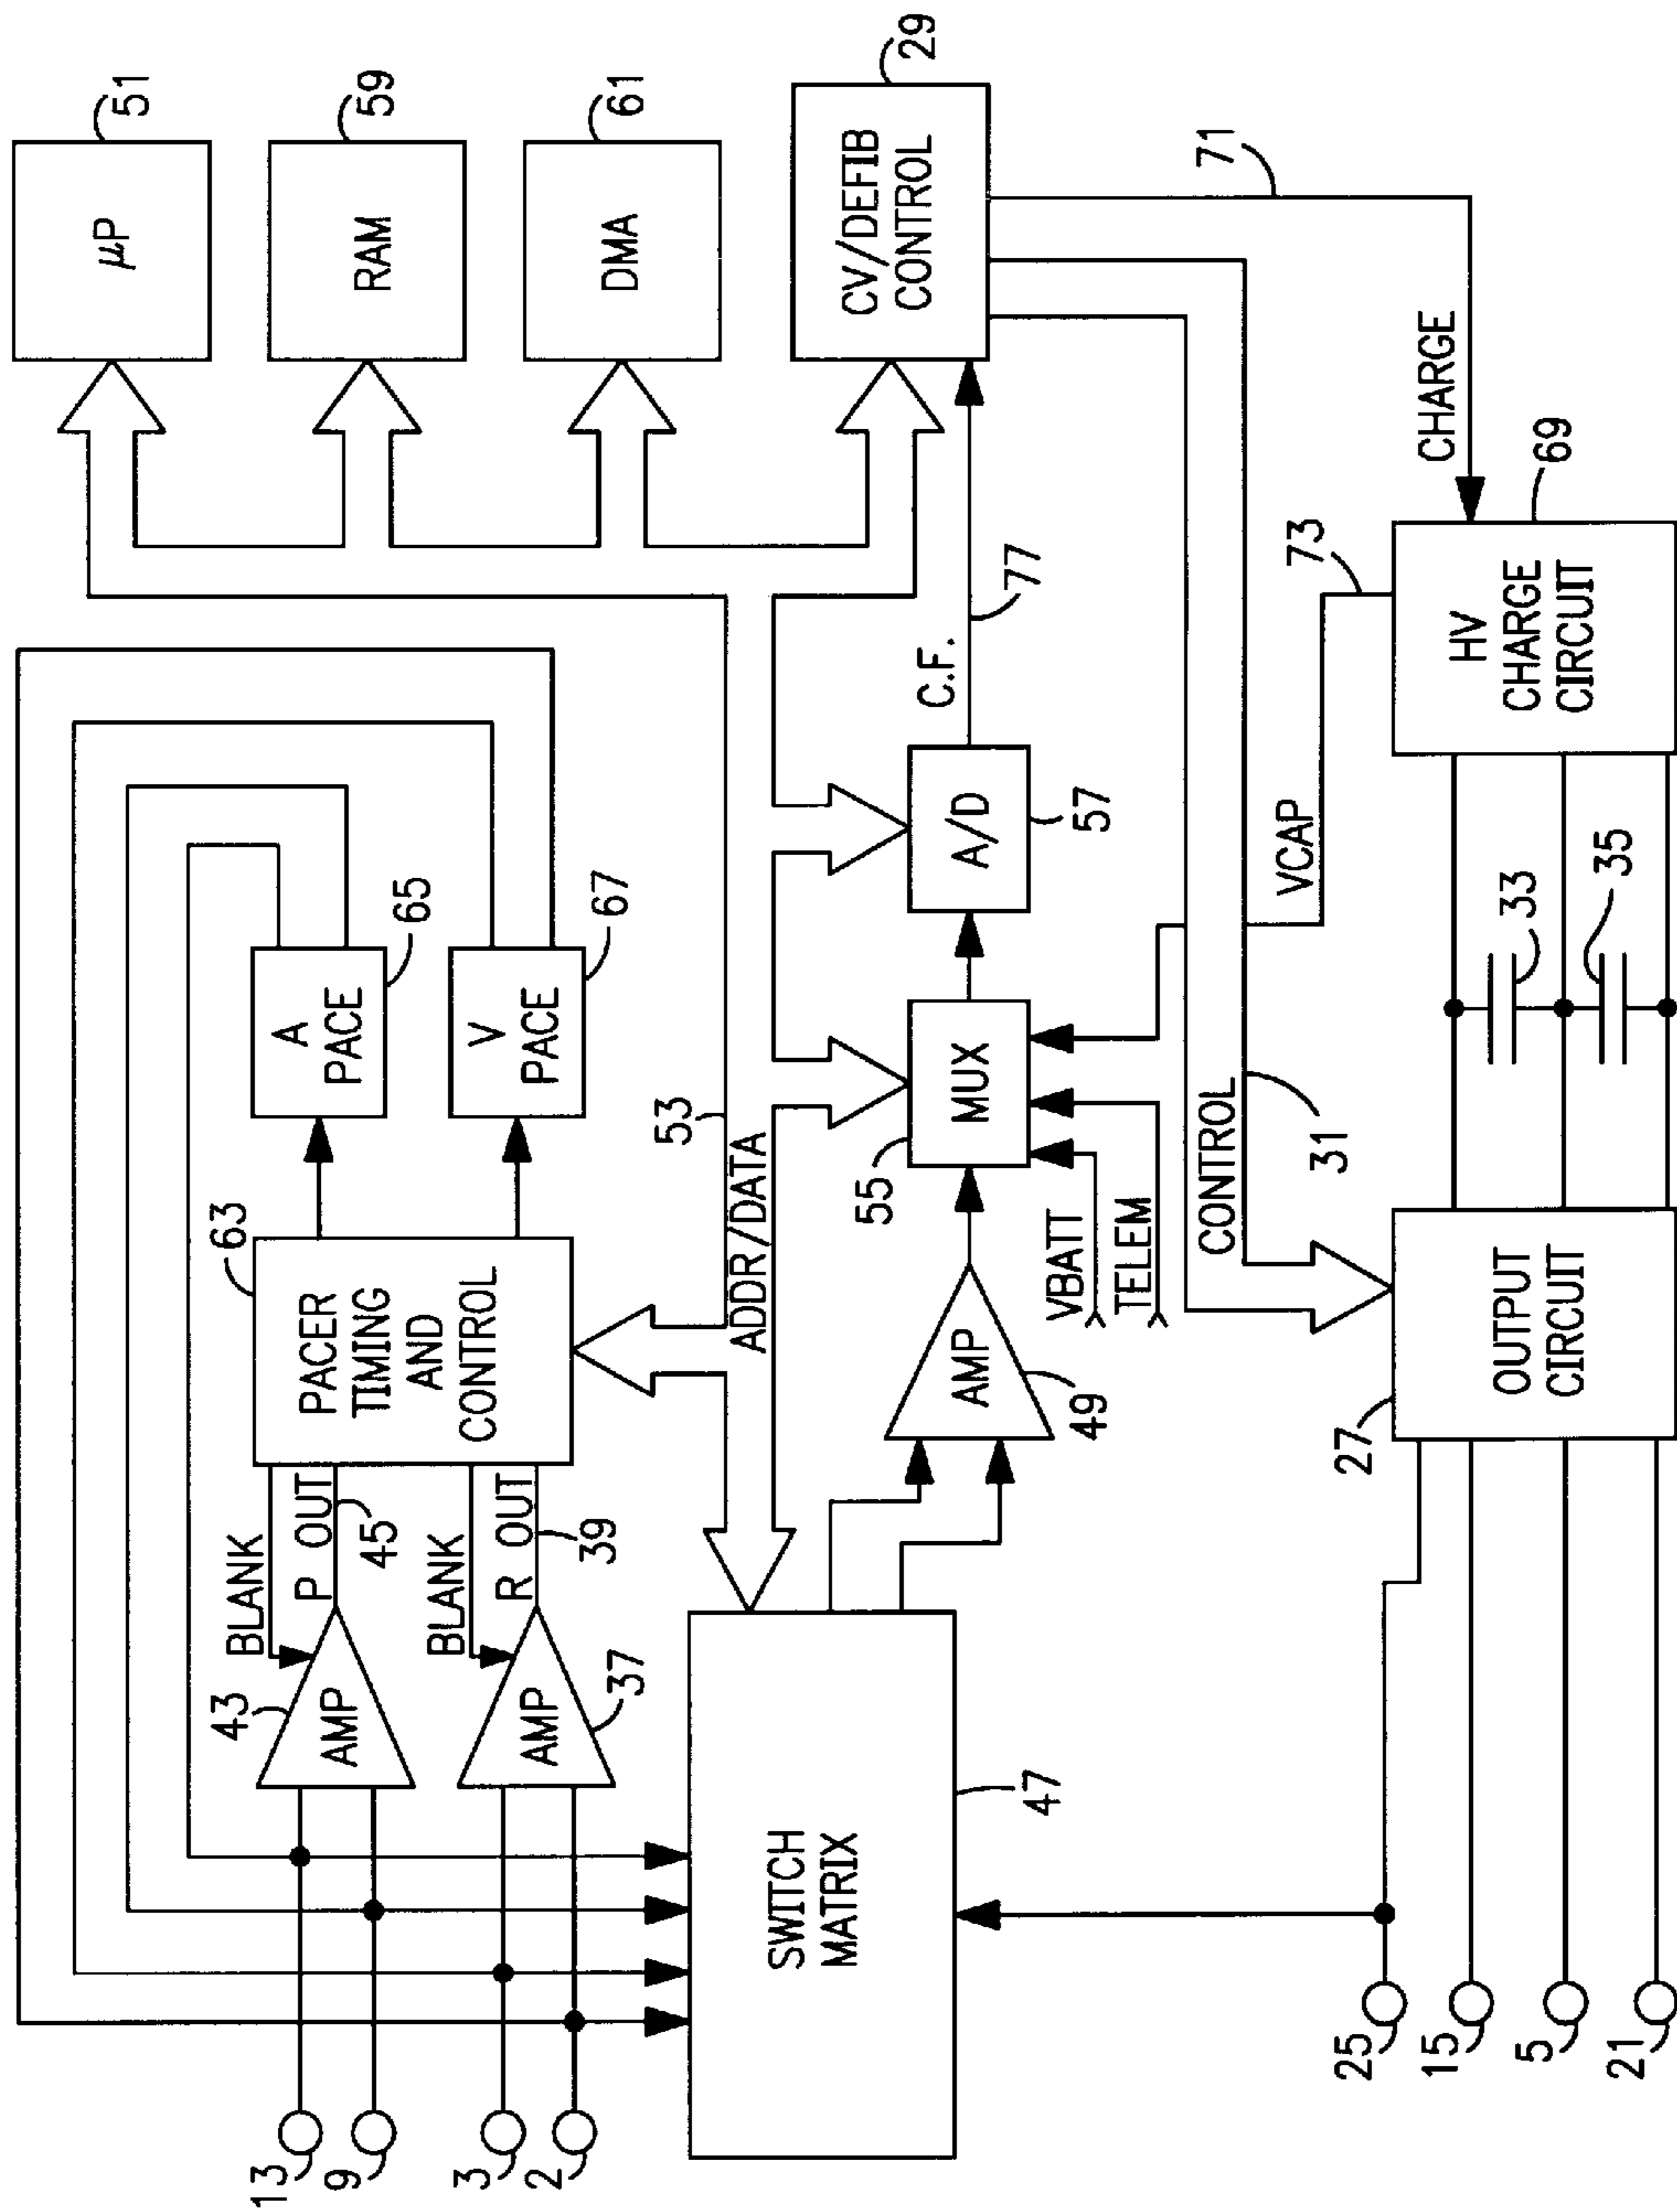 13
9
3
2
43
AMP
BLANK
P OUT
45
37
AMP
BLANK
R OUT
39
63
PACER
TIMING
AND
CONTROL
A
PACE
65
V
PACE
67
53
ADDR/DATA
μP
51
RAM
59
DMA
61
CV/DEFIB
CONTROL
29
SWITCH
MATRIX
47
AMP
49
VBATT
TELEM
55
MUX
A/D
57
C.F.
77
71
CONTROL
31
VCAP
73
CHARGE
25
15
5
21
27
OUTPUT
CIRCUIT
33
35
HV
CHARGE
CIRCUIT
69